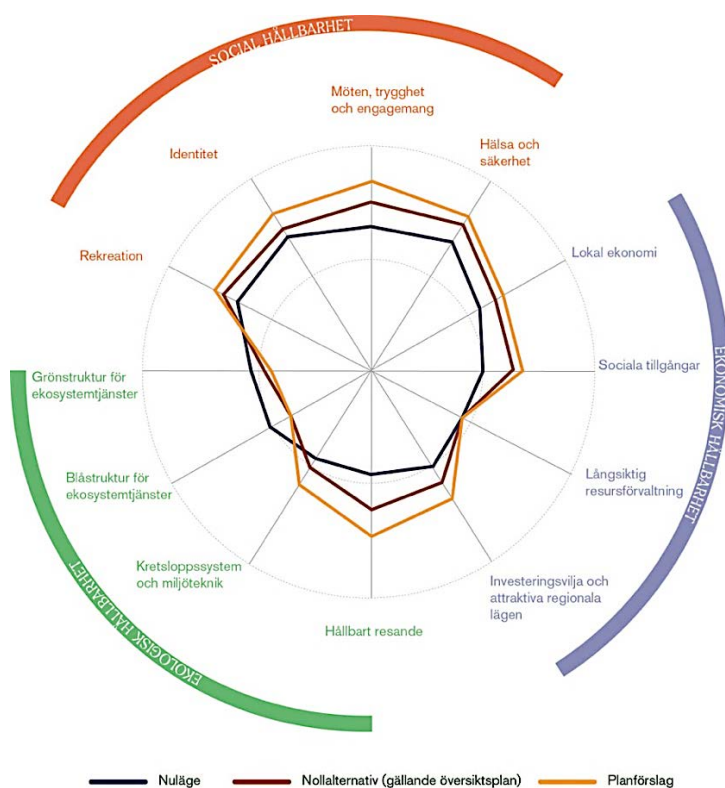 SOCIAL HÅLLBARHET
Möten, trygghet
och engagemang
Identitet
Hälsa och
säkerhet
Rekreation
Lokal ekonomi
Grönstruktur för
ekosystemtjänster
Sociala tillgångar
EKONOMISK HÅLLBARHET
Blåstruktur för
ekosystemtjänster
Långsiktig
resursförvaltning
Kretsloppssystem
och miljöteknik
Investeringsvilja och
attraktiva regionala
lägen
Hållbart resande
EKOLOGISK HÅLLBARHET
Nuläge
Nollalternativ (gällande översiktsplan)
Planförslag